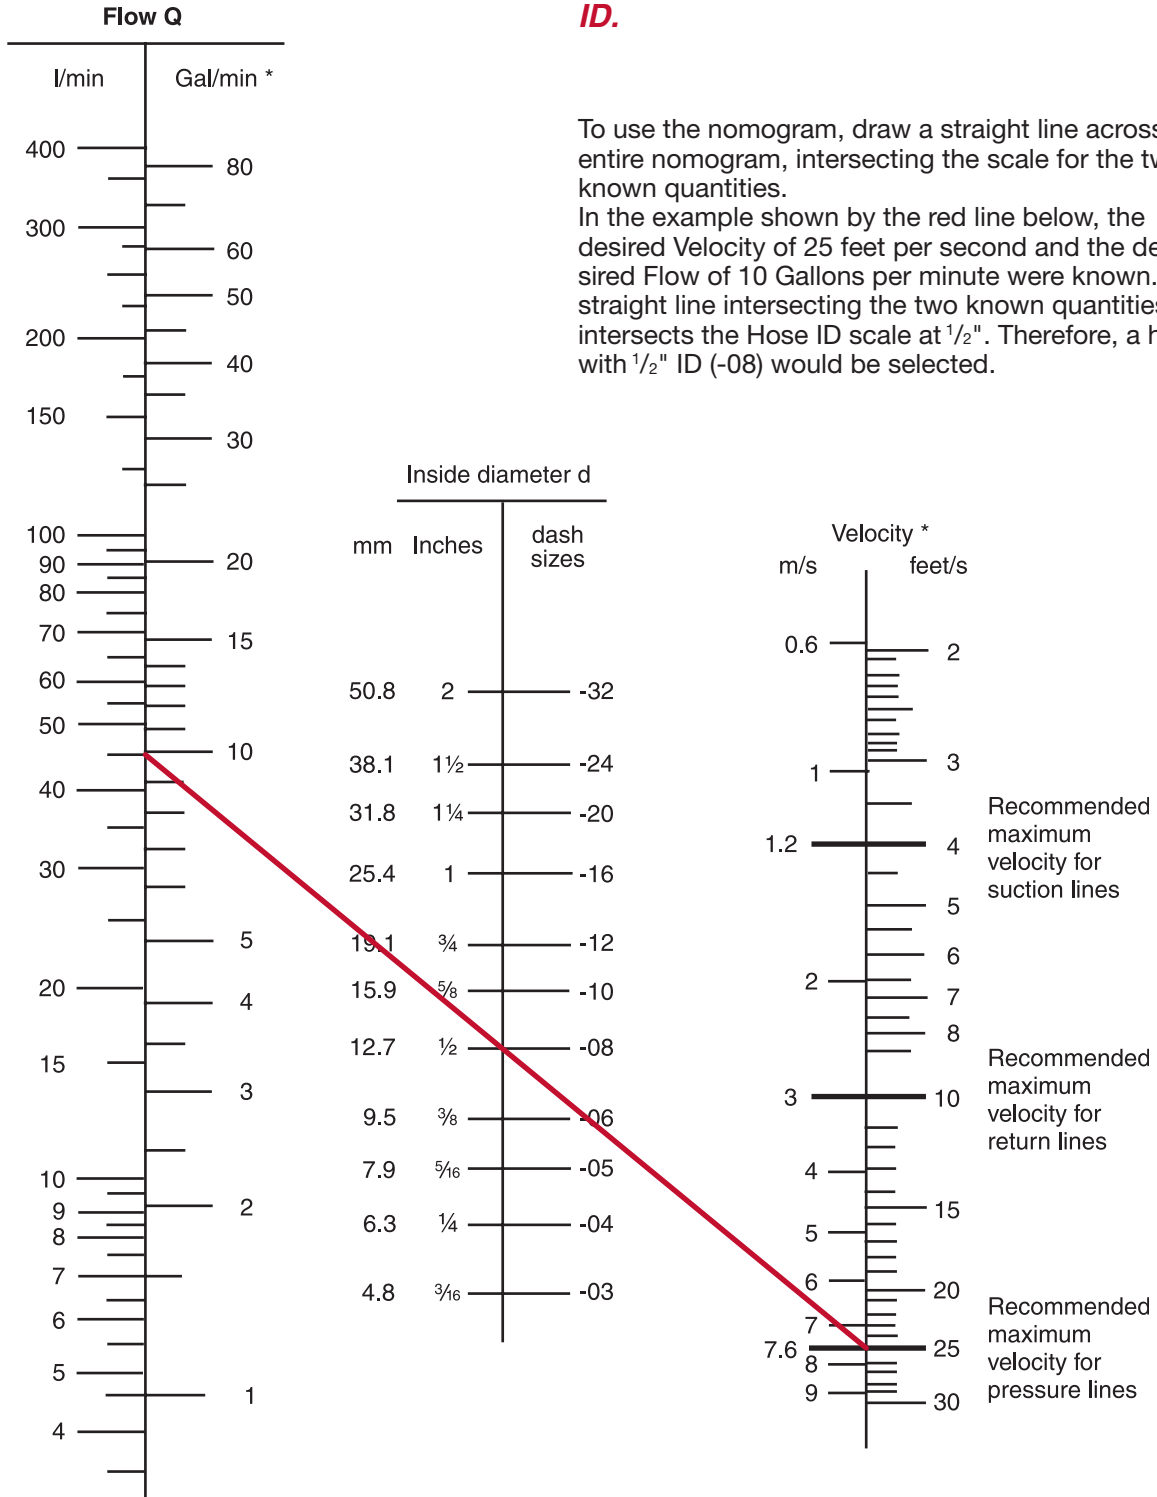 Flow Q
ID.
l/min Gal/min *
To use the nomogram, draw a straight line across
entire nomogram, intersecting the scale for the
known quantities.
In the example shown by the red line below, the
desired Velocity of 25 feet per second and the de-
sired Flow of 10 Gallons per minute were known.
straight line intersecting the two known quantities
intersects the Hose ID scale at 1/2". Therefore, a
with 1/2" ID (-08) would be selected.
400
300
200
150
100
90
80
70
60
50
40
30
20
15
10
9
8
7
6
5
4
80
60
50
40
30
20
15
10
5
4
3
2
1
Inside diameter d
mm Inches dash
sizes
50.8 2 -32
38.1 1½ -24
31.8 1¼ -20
25.4 1 -16
19.1 ¾ -12
15.9 ⅝ -10
12.7 ½ -08
9.5 ⅜ -06
7.9 5/16 -05
6.3 ¼ -04
4.8 3/16 -03
Velocity *
m/s feet/s
0.6
1
1.2
2
3
4
5
6
7
7.6
8
9
2
3
4
5
6
7
8
10
15
20
25
30
Recommended
maximum
velocity for
suction lines
Recommended
maximum
velocity for
return lines
Recommended
maximum
velocity for
pressure lines